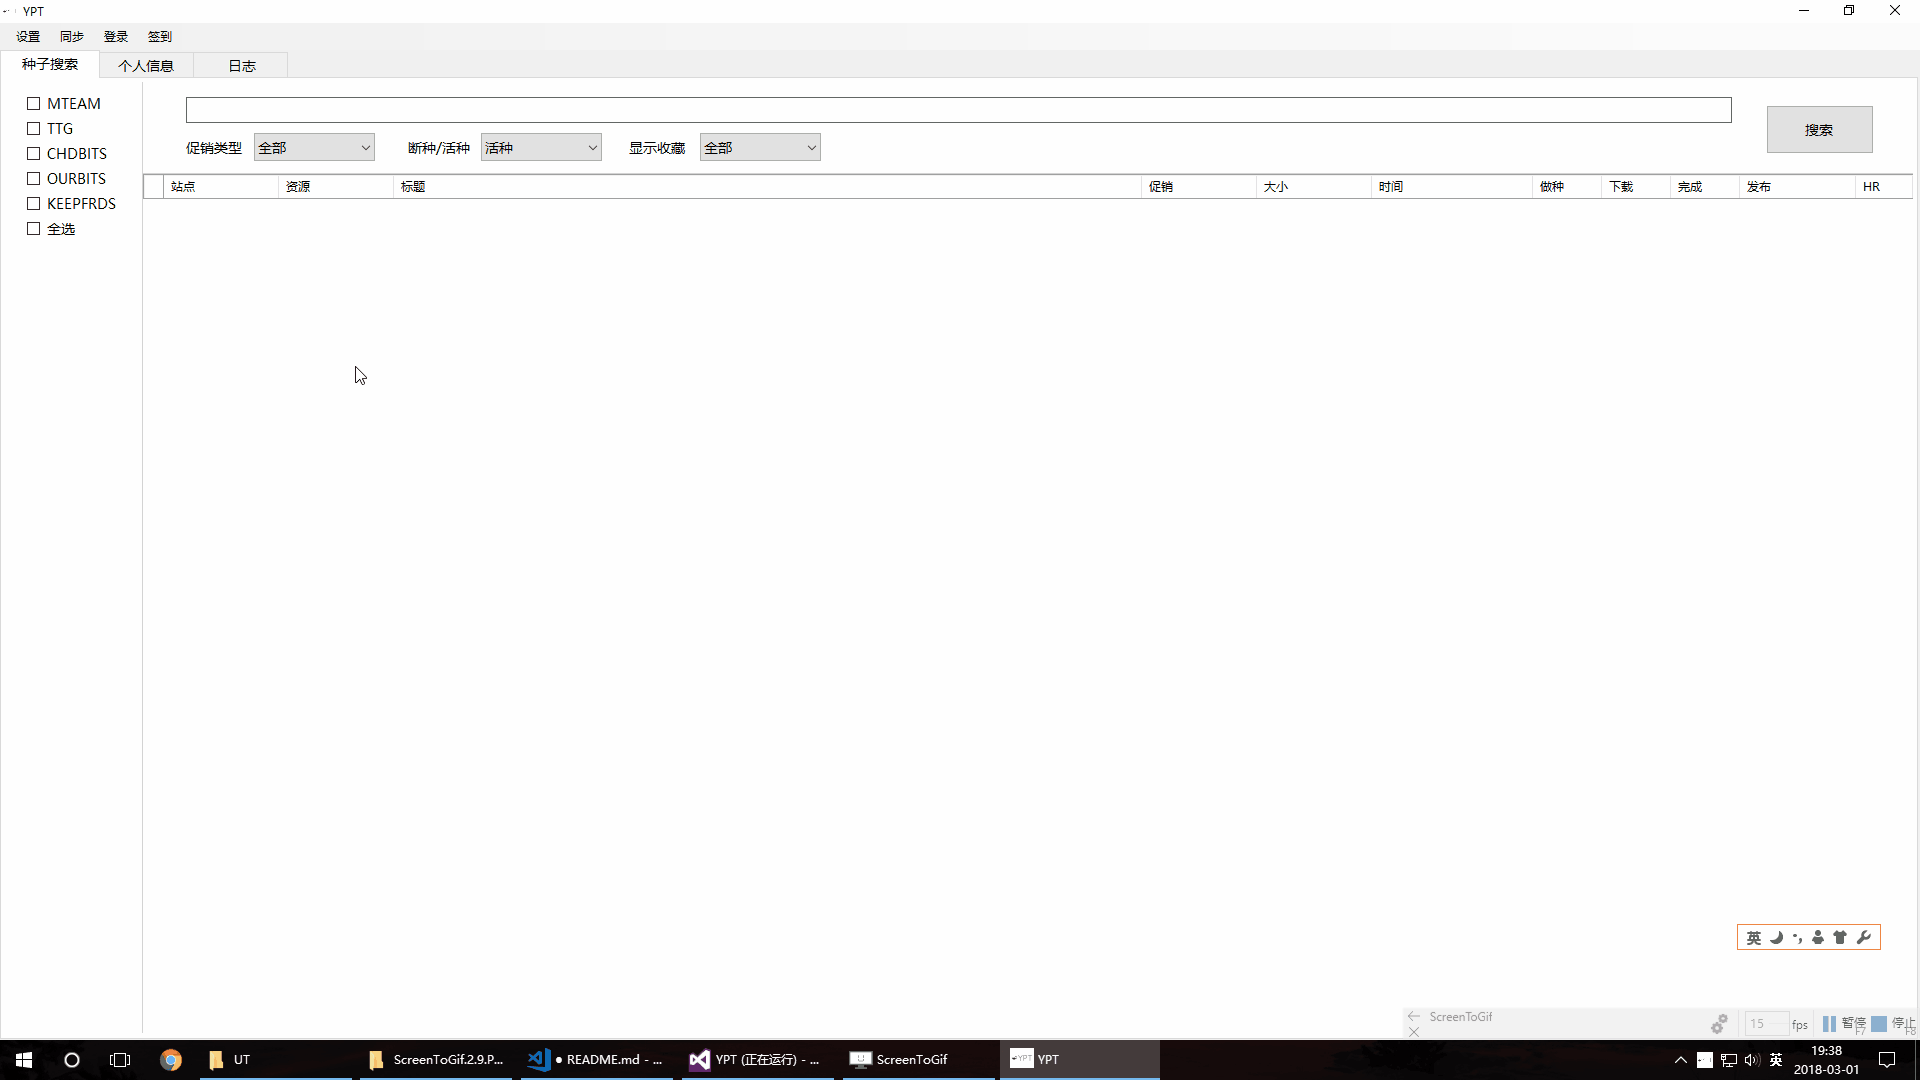 YPT
设置 同步 登录 签到
种子搜索 个人信息 日志
MTEAM
TTG
CHDBITS
OURBITS
KEEPFRDS
全选
搜索
促销类型 全部 断种/活种 活种 显示收藏 全部
站点 资源 标题 促销 大小 时间 做种 下载 完成 发布 HR
英
ScreenToGif
15 fps 暂停 F7 停止 F8
UT ScreenToGif.2.9.P... ● README.md - ... YPT (正在运行) - ... ScreenToGif YPT YPT 英
19:38
2018-03-01